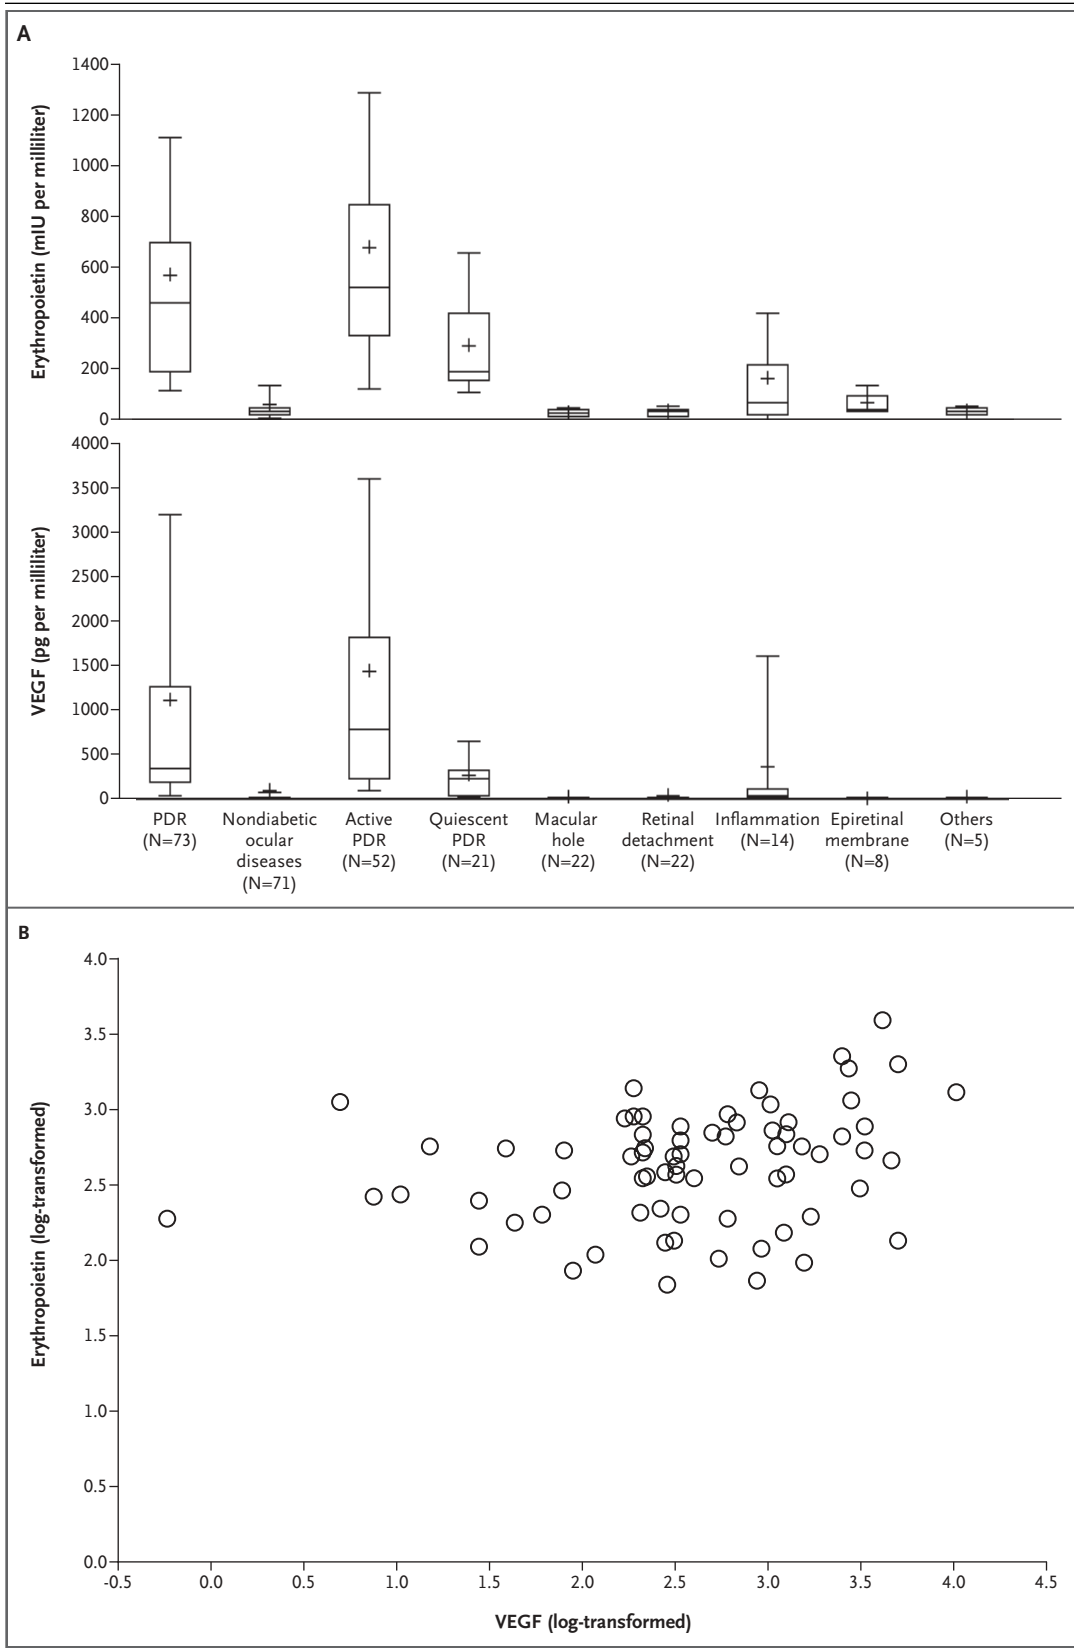 A
Erythropoietin (mIU per milliliter)
1400
1200
1000
800
600
400
200
0
VEGF (pg per milliliter)
4000
3500
3000
2500
2000
1500
1000
500
0
PDR
(N=73)
Nondiabetic
ocular
diseases
(N=71)
Active
PDR
(N=52)
Quiescent
PDR
(N=21)
Macular
hole
(N=22)
Retinal
detachment
(N=22)
Inflammation
(N=14)
Epiretinal
membrane
(N=8)
Others
(N=5)
B
Erythropoietin (log-transformed)
4.0
3.5
3.0
2.5
2.0
1.5
1.0
0.5
0.0
-0.5 0.0 0.5 1.0 1.5 2.0 2.5 3.0 3.5 4.0 4.5
VEGF (log-transformed)